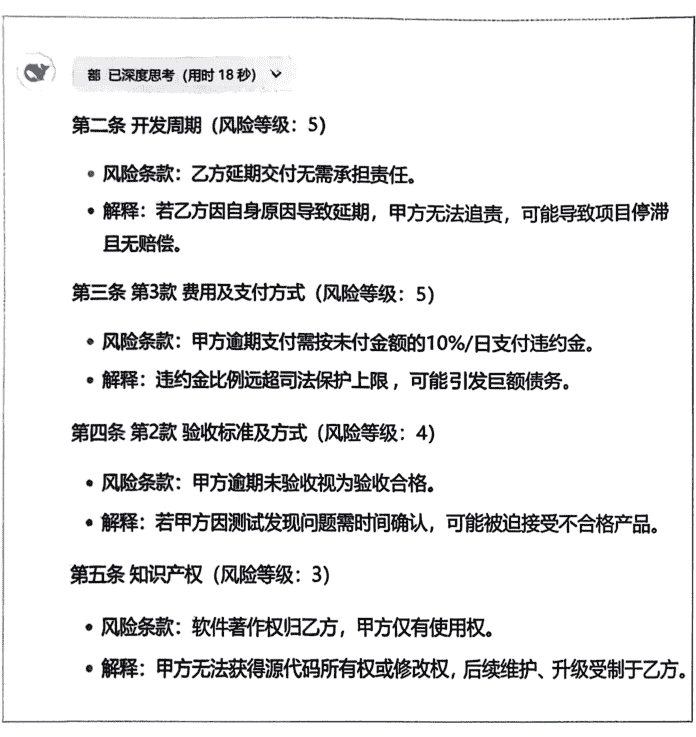 部 已深度思考（用时 18 秒）
第二条 开发周期（风险等级：5）
• 风险条款：乙方延期交付无需承担责任。
• 解释：若乙方因自身原因导致延期，甲方无法追责，可能导致项目停滞
且无赔偿。
第三条 第3款 费用及支付方式（风险等级：5）
• 风险条款：甲方逾期支付需按未付金额的10%/日支付违约金。
• 解释：违约金比例远超司法保护上限，可能引发巨额债务。
第四条 第2款 验收标准及方式（风险等级：4）
• 风险条款：甲方逾期未验收视为验收合格。
• 解释：若甲方因测试发现问题需时间确认，可能被迫接受不合格产品。
第五条 知识产权（风险等级：3）
• 风险条款：软件著作权归乙方，甲方仅有使用权。
• 解释：甲方无法获得源代码所有权或修改权，后续维护、升级受制于乙方。